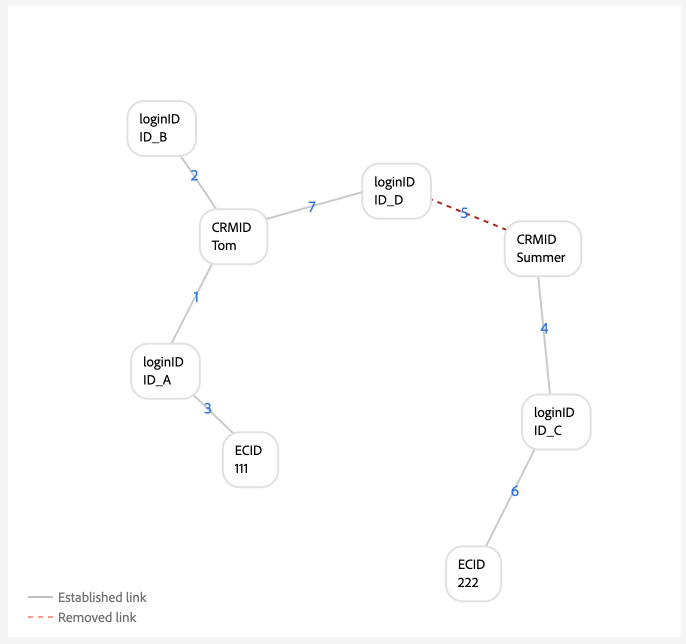 loginID
ID_B
2
loginID
ID_D
7
5
CRMID
Tom
CRMID
Summer
1
4
loginID
ID_A
3
loginID
ID_C
ECID
111
6
ECID
222
Established link
Removed link